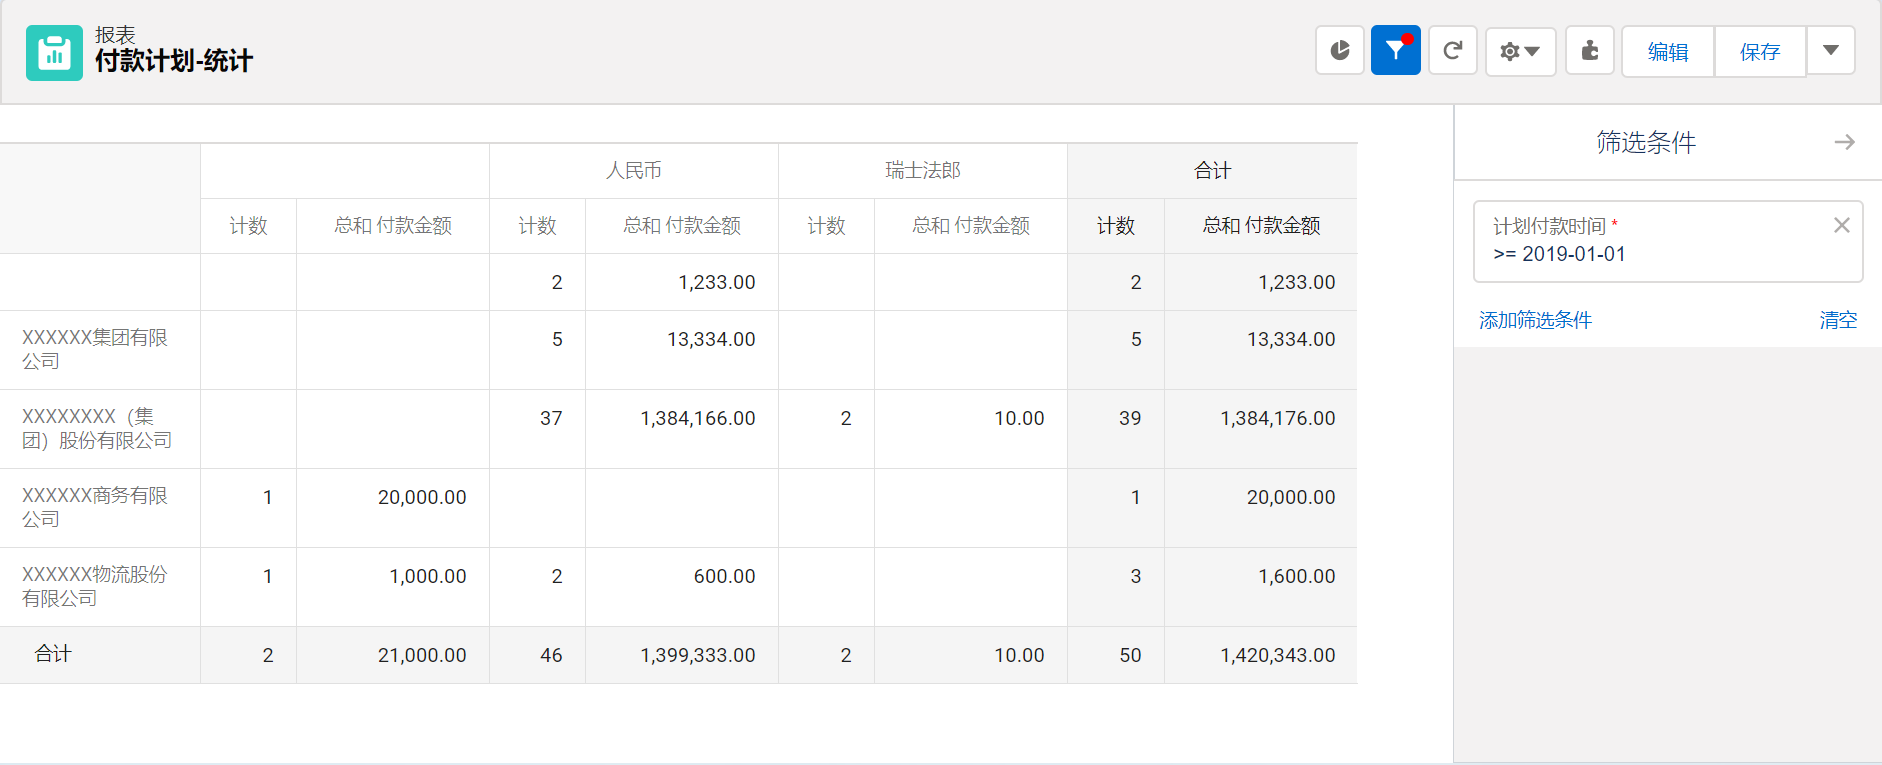 报表
付款计划-统计
编辑
保存
人民币 瑞士法郎 合计
计数 总和 付款金额 计数 总和 付款金额 计数 总和 付款金额 计数 总和 付款金额
2 1,233.00 2 1,233.00
XXXXXX集团有限
公司
5 13,334.00 5 13,334.00
XXXXXXXX（集
团）股份有限公司
37 1,384,166.00 2 10.00 39 1,384,176.00
XXXXXX商务有限
公司
1 20,000.00 1 20,000.00
XXXXXX物流股份
有限公司
1 1,000.00 2 600.00 3 1,600.00
合计 2 21,000.00 46 1,399,333.00 2 10.00 50 1,420,343.00
筛选条件
计划付款时间 *
>= 2019-01-01
添加筛选条件
清空